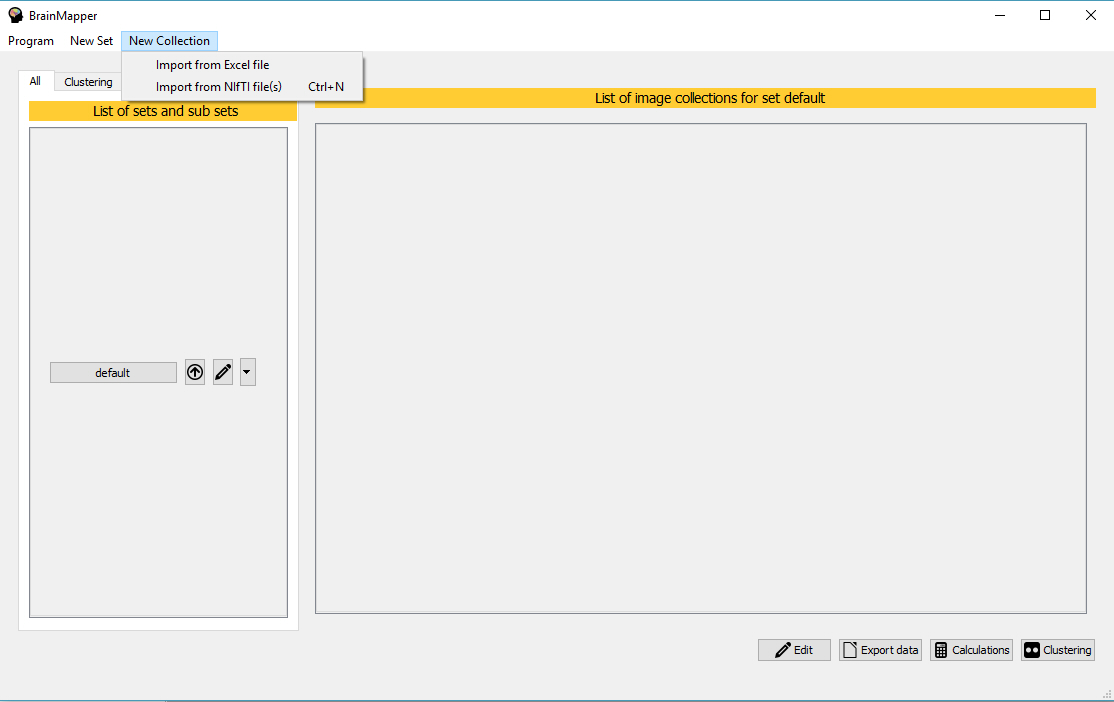 BrainMapper
Program New Set New Collection
Import from Excel file
Import from NIfTI file(s) Ctrl+N
All Clustering
List of sets and sub sets
List of image collections for set default
default
Edit Export data Calculations Clustering